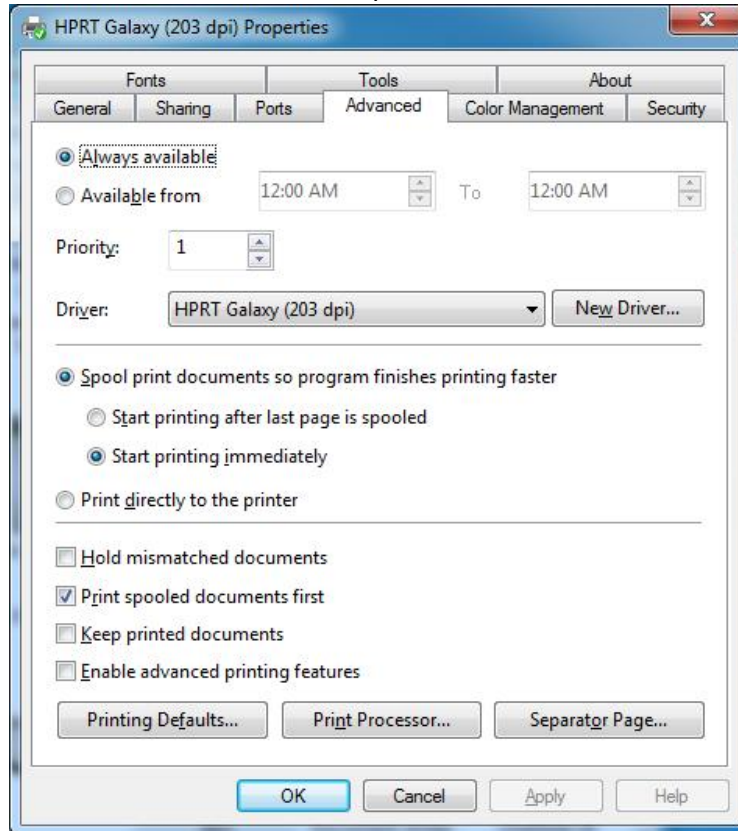 HPRT Galaxy (203 dpi) Properties
Fonts Tools About
General Sharing Ports Advanced Color Management Security
Always available
Available from 12:00 AM To 12:00 AM
Priority: 1
Driver: HPRT Galaxy (203 dpi) New Driver...
Spool print documents so program finishes printing faster
Start printing after last page is spooled
Start printing immediately
Print directly to the printer
Hold mismatched documents
Print spooled documents first
Keep printed documents
Enable advanced printing features
Printing Defaults... Print Processor... Separator Page...
OK Cancel Apply Help